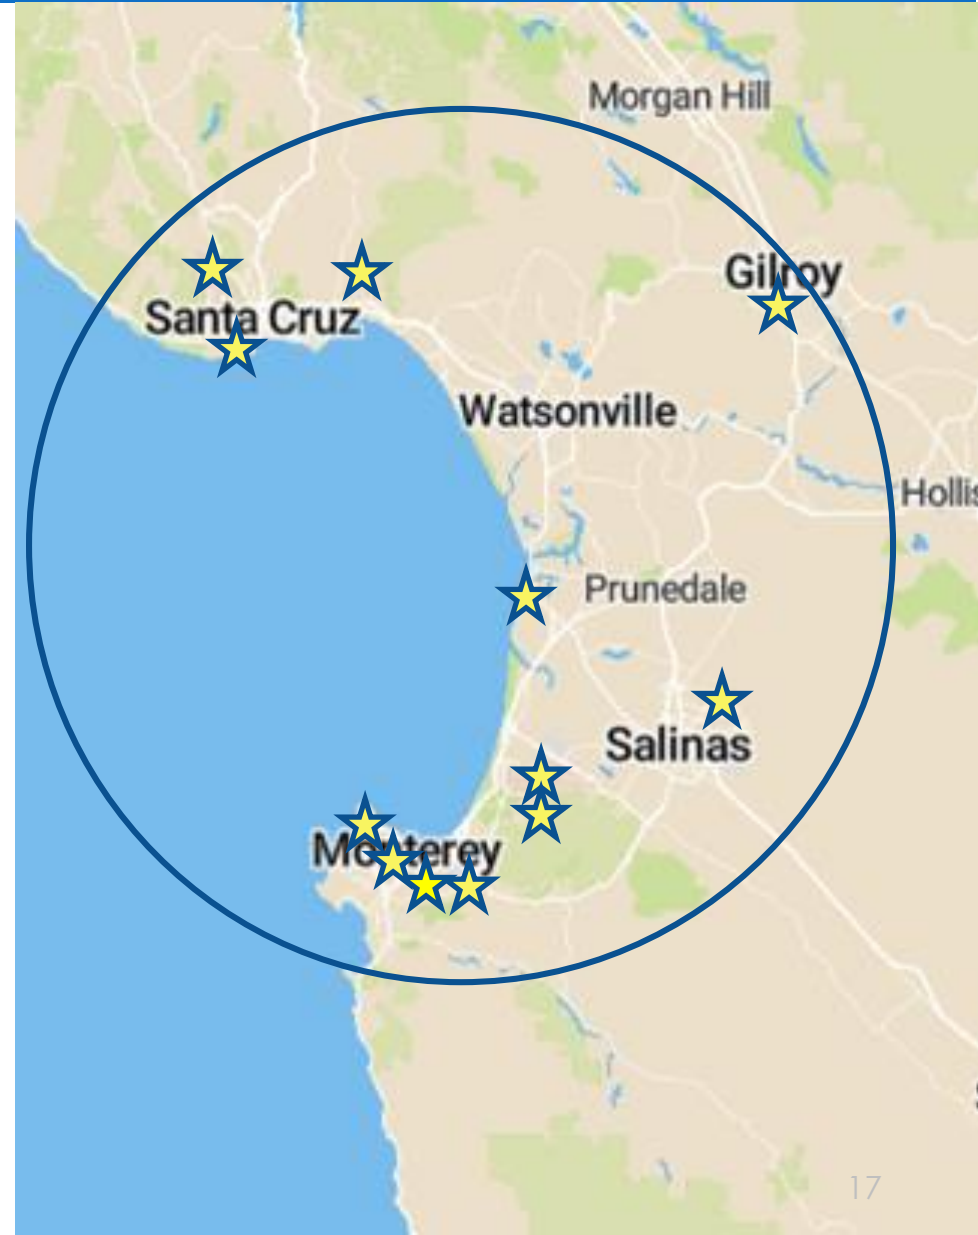 Morgan Hill
Gilroy
Santa Cruz
Watsonville
Hollis
Prunedale
Salinas
Monterey
17